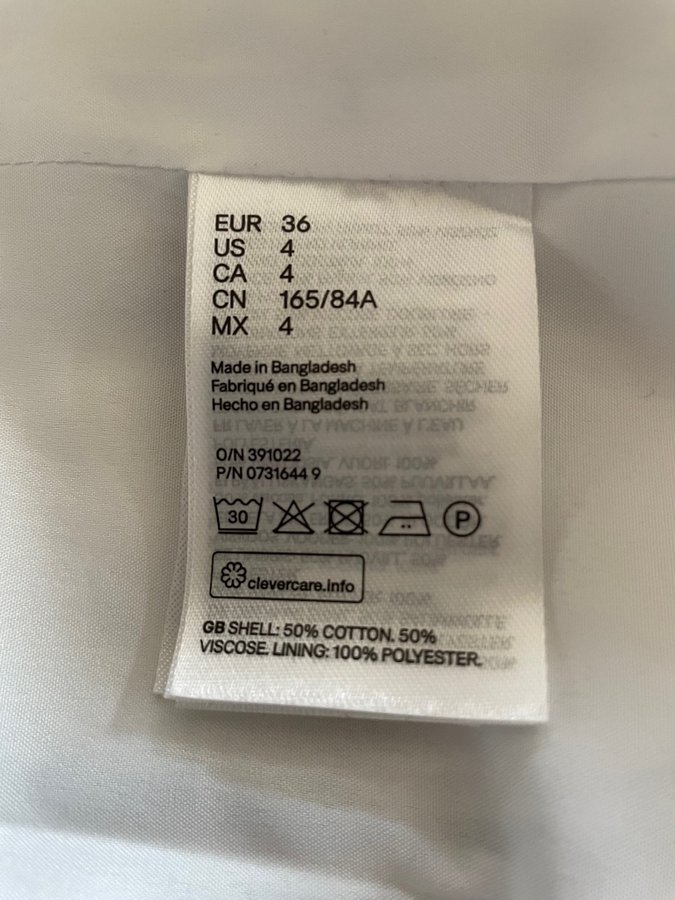 EUR 36
US 4
CA 4
CN 165/84A
MX 4
Made in Bangladesh
Fabriqué en Bangladesh
Hecho en Bangladesh
O/N 391022
P/N 0731644 9
30 P
clevercare.info
GB SHELL: 50% COTTON. 50%
VISCOSE. LINING: 100% POLYESTER.